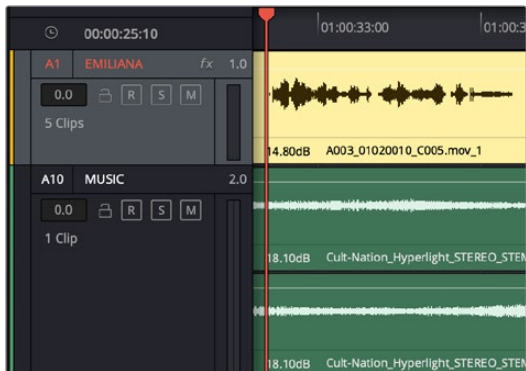 00:00:25:10
01:00:33:00
01:00:3
A1 EMILIANA fx 1.0
0.0 R S M
5 Clips
14.80dB A003_01020010_C005.mov_1
A10 MUSIC 2.0
0.0 R S M
1 Clip
18.10dB Cult-Nation_Hyperlight_STEREO_STEM
18.10dB Cult-Nation_Hyperlight_STEREO_STEM